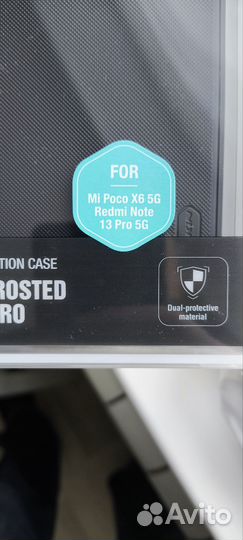 FOR
Mi Poco X6 5G
Redmi Note
13 Pro 5G
TION CASE
ROSTED
RO
Dual-protective
material
Avito